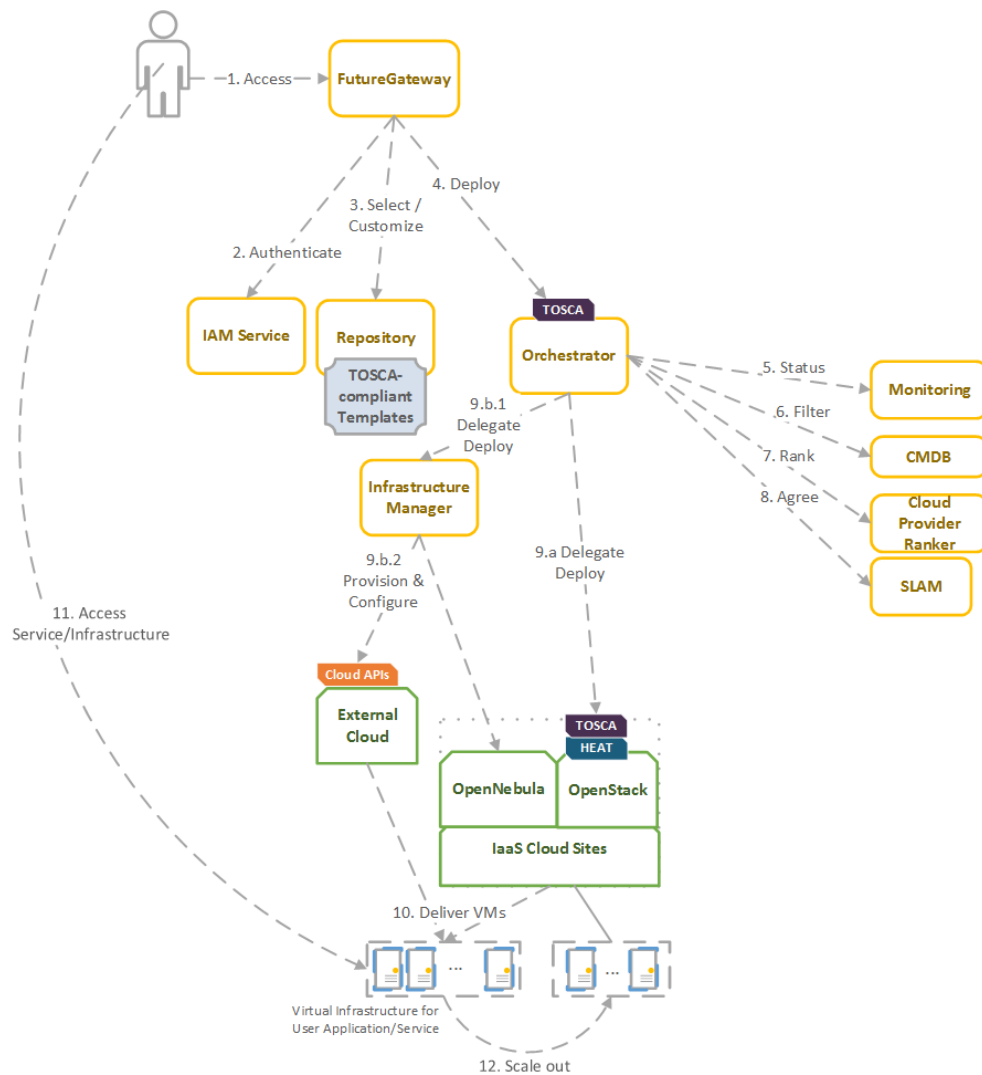 1. Access
FutureGateway
4. Deploy
3. Select /
Customize
2. Authenticate
TOSCA
IAM Service
Repository
Orchestrator
TOSCA-
compliant
Templates
5. Status
Monitoring
6. Filter
CMDB
7. Rank
8. Agree
Cloud
Provider
Ranker
SLAM
9.b.1
Delegate
Deploy
Infrastructure
Manager
9.b.2
Provision &
Configure
9.a Delegate
Deploy
11. Access
Service/Infrastructure
Cloud APIs
External
Cloud
TOSCA
HEAT
OpenNebula
OpenStack
IaaS Cloud Sites
10. Deliver VMs
...
...
Virtual Infrastructure for
User Application/Service
12. Scale out